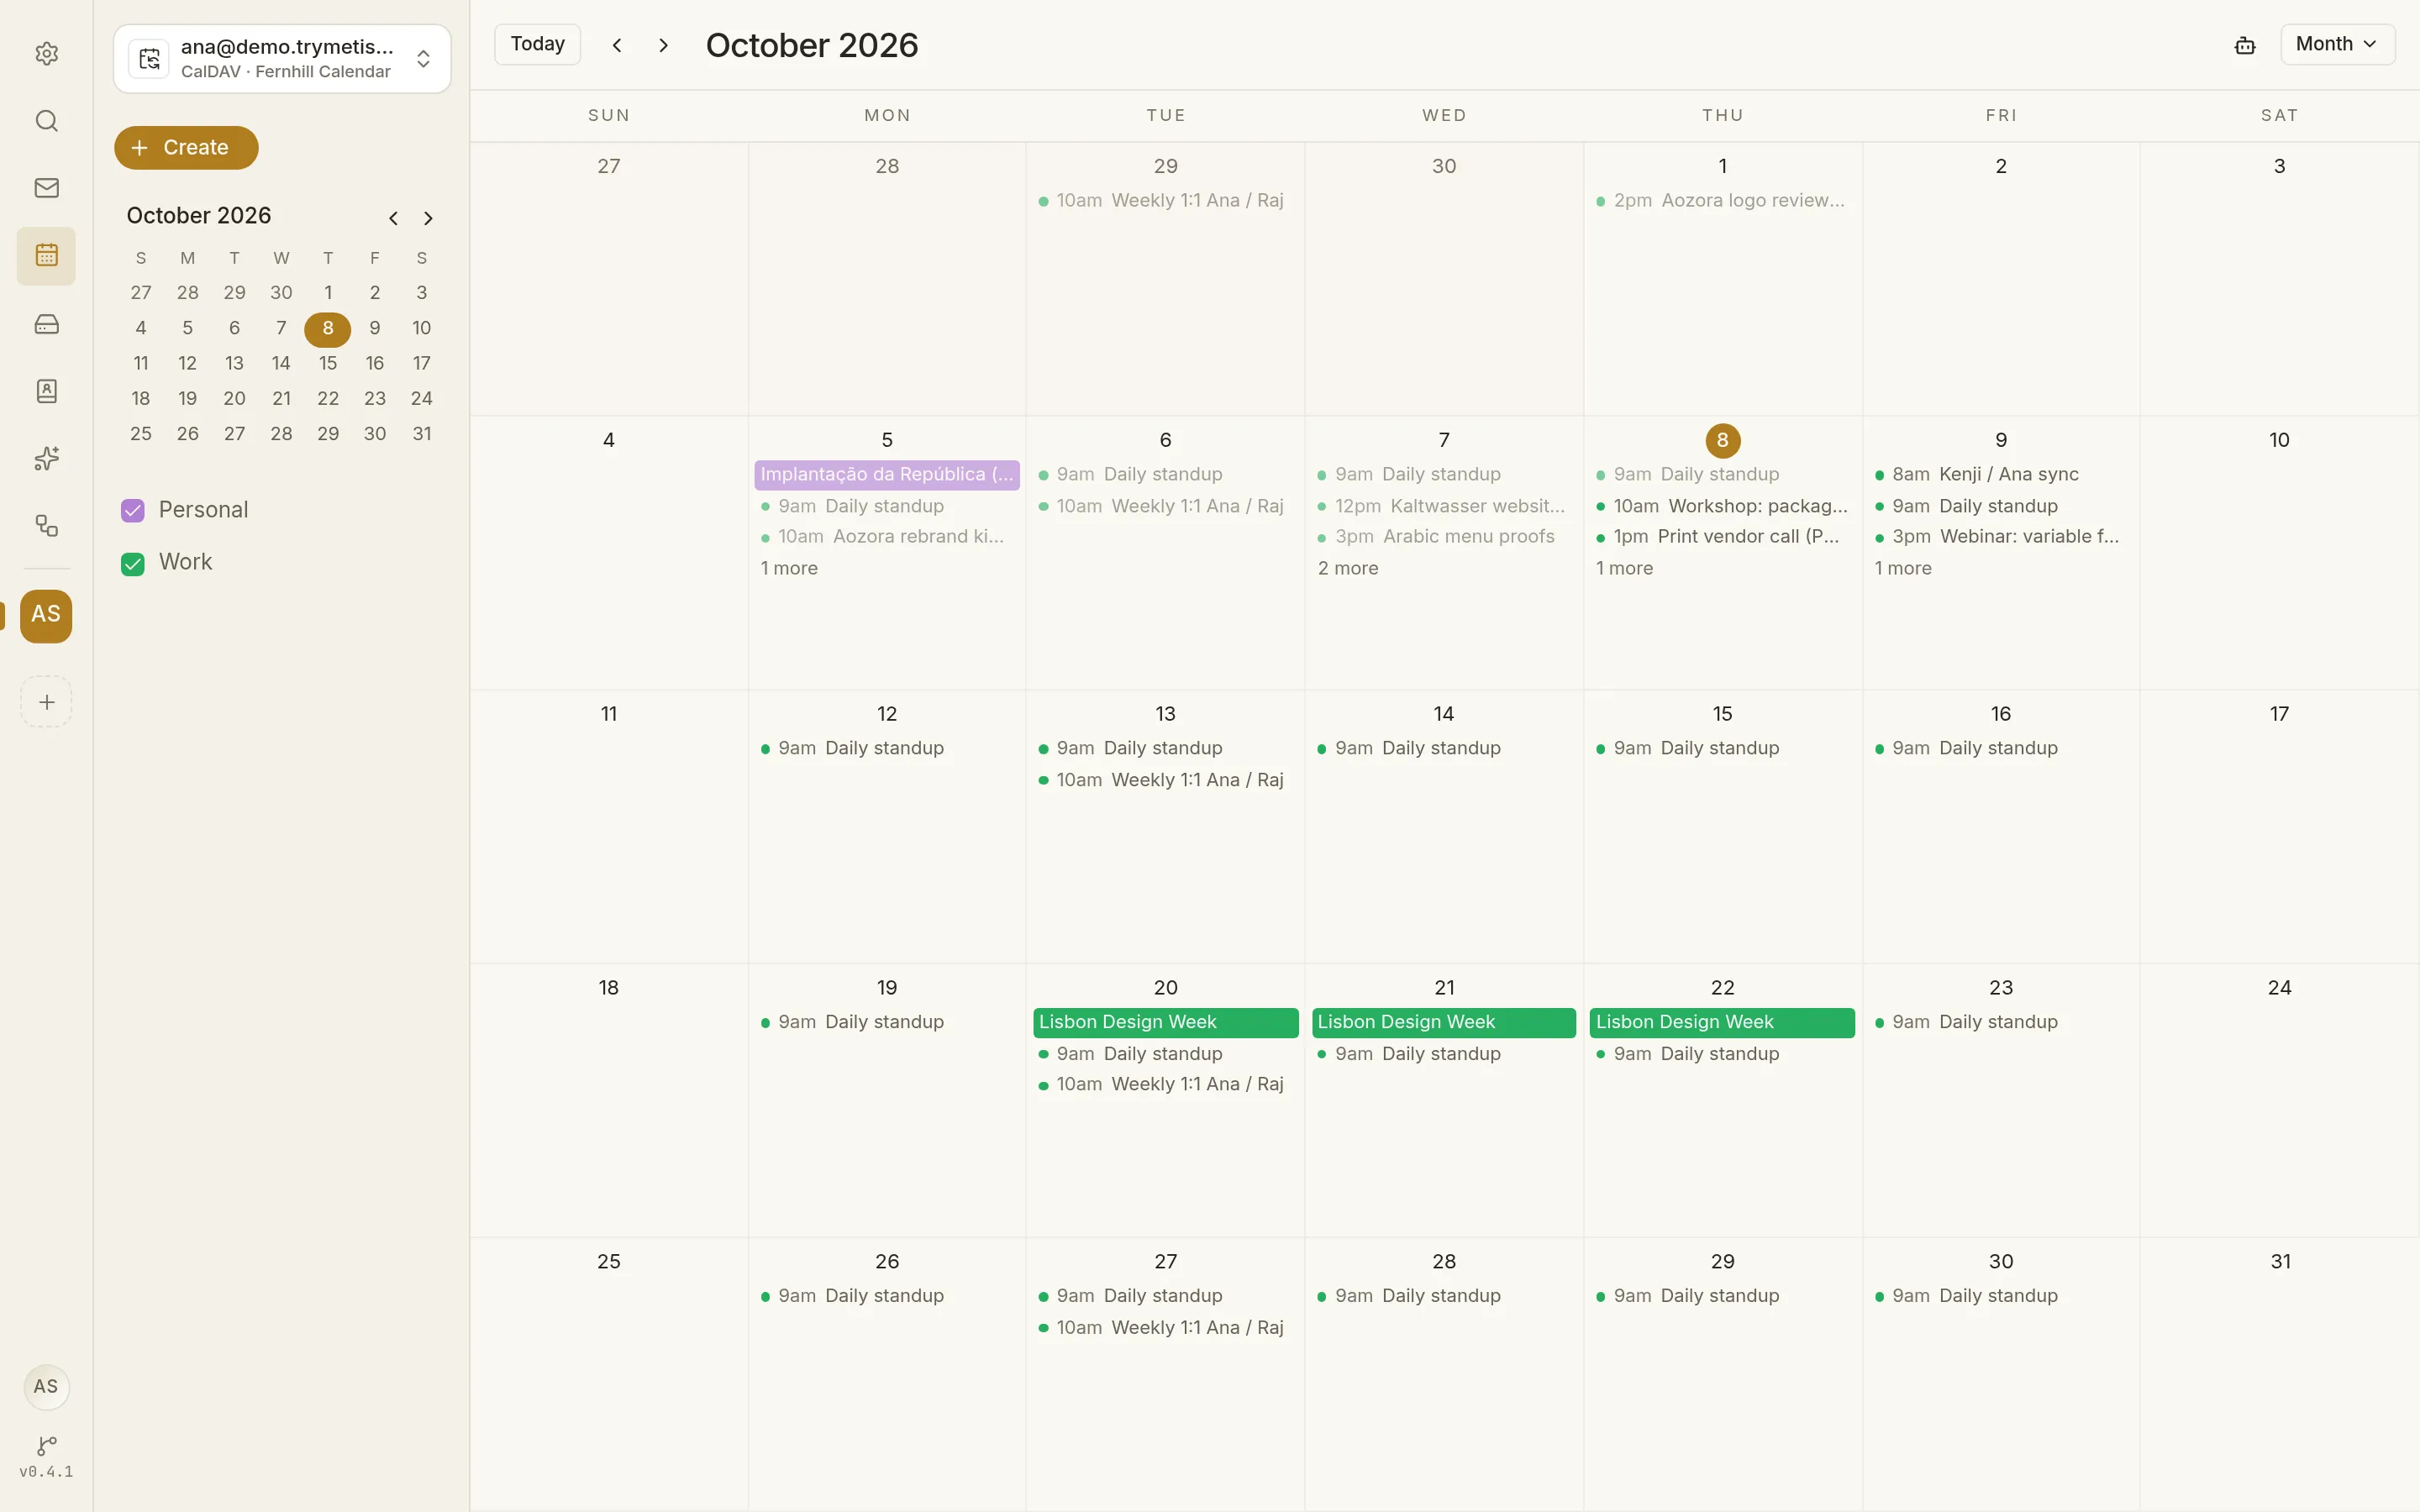 ana@demo.trymetis...
CalDAV · Fernhill Calendar
Create
October 2026
S M T W T F S
27 28 29 30 1 2 3
4 5 6 7 8 9 10
11 12 13 14 15 16 17
18 19 20 21 22 23 24
25 26 27 28 29 30 31
Personal
Work
AS
AS
v0.4.1
Today
October 2026
Month
SUN MON TUE WED THU FRI SAT
27
28
29
10am Weekly 1:1 Ana / Raj
30
1
2pm Aozora logo review...
2
3
4
5
Implantação da República (...
9am Daily standup
10am Aozora rebrand ki...
1 more
6
9am Daily standup
10am Weekly 1:1 Ana / Raj
7
9am Daily standup
12pm Kaltwasser websit...
3pm Arabic menu proofs
2 more
8
9am Daily standup
10am Workshop: packag...
1pm Print vendor call (P...
1 more
9
8am Kenji / Ana sync
9am Daily standup
3pm Webinar: variable f...
1 more
10
11
12
9am Daily standup
13
9am Daily standup
10am Weekly 1:1 Ana / Raj
14
9am Daily standup
15
9am Daily standup
16
9am Daily standup
17
18
19
9am Daily standup
20
Lisbon Design Week
9am Daily standup
10am Weekly 1:1 Ana / Raj
21
Lisbon Design Week
9am Daily standup
22
Lisbon Design Week
9am Daily standup
23
9am Daily standup
24
25
26
9am Daily standup
27
9am Daily standup
10am Weekly 1:1 Ana / Raj
28
9am Daily standup
29
9am Daily standup
30
9am Daily standup
31